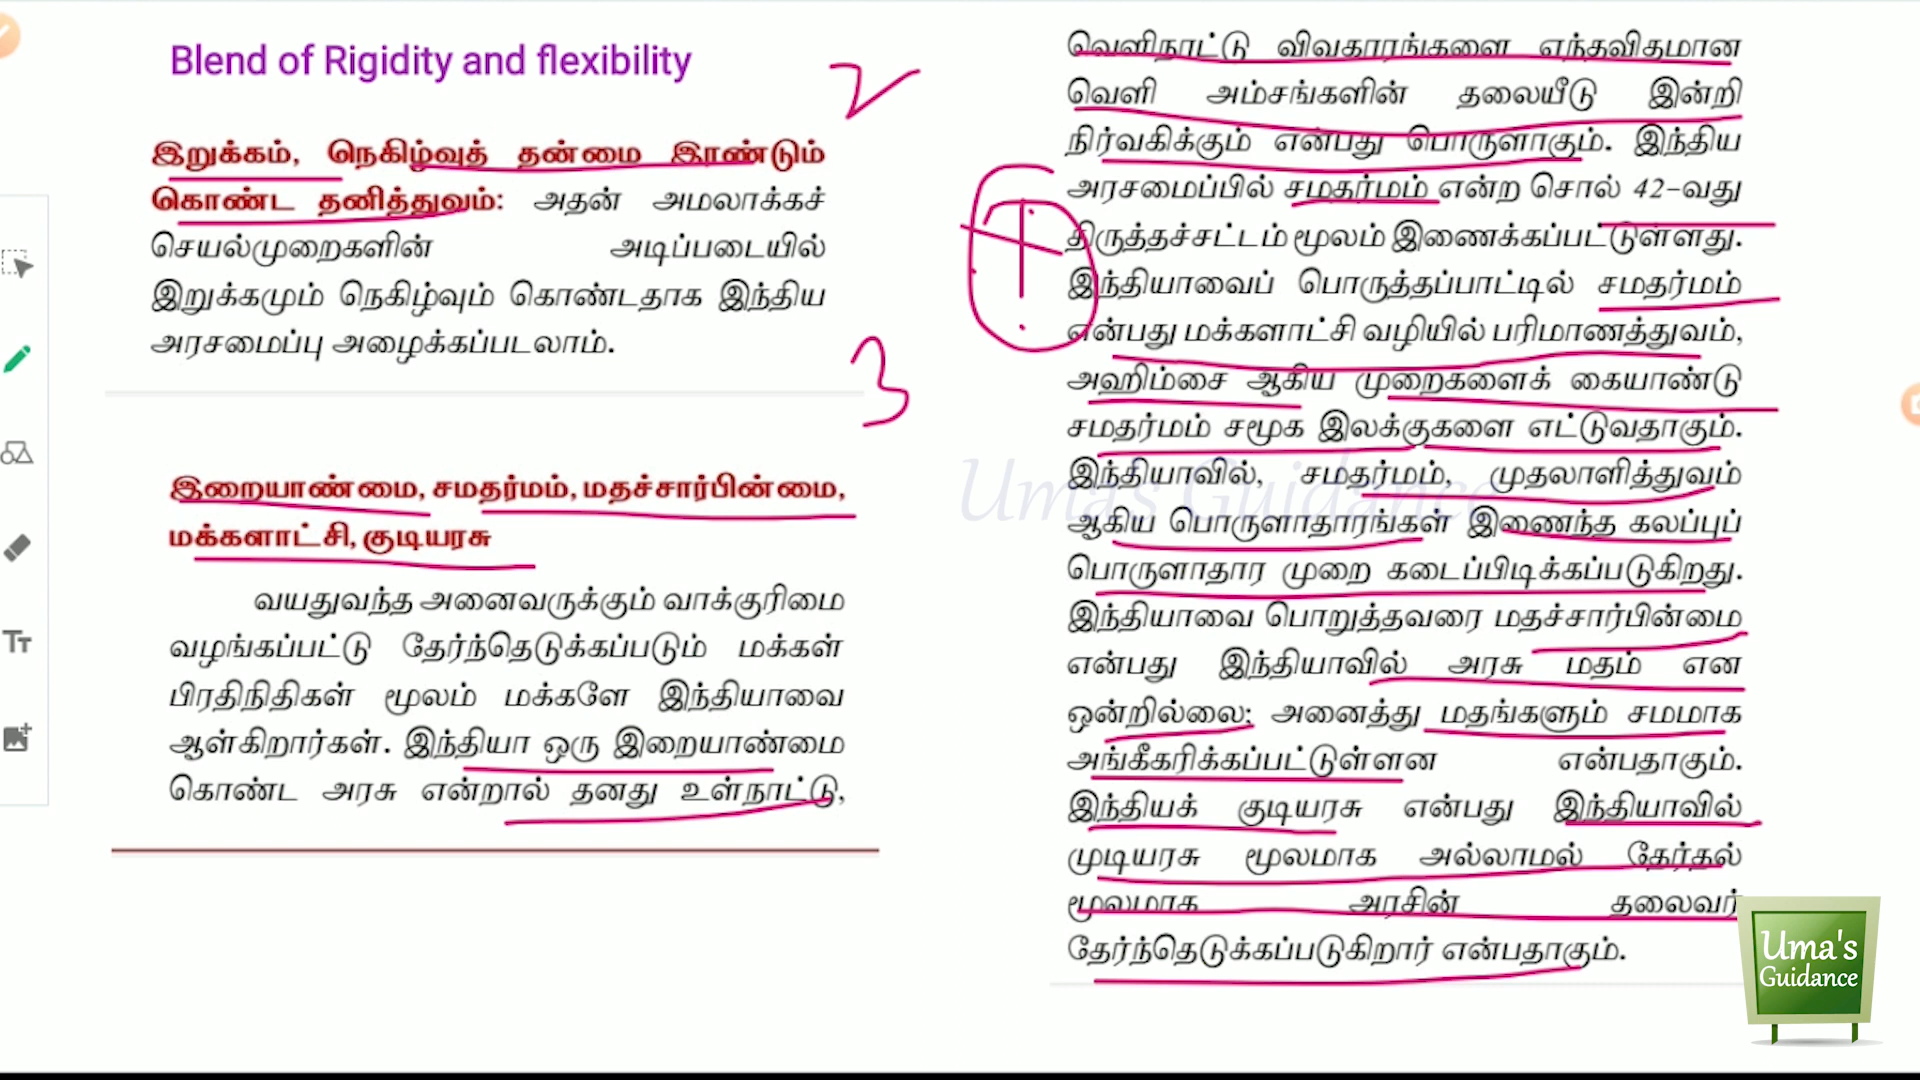 Blend of Rigidity and flexibility
2
இறுக்கம், நெகிழ்வுத் தன்மை இரண்டும்
கொண்ட தனித்துவம்: அதன் அமலாக்கச்
செயல்முறைகளின் அடிப்படையில்
இறுக்கமும் நெகிழ்வும் கொண்டதாக இந்திய
அரசமைப்பு அழைக்கப்படலாம்.
3
இறையாண்மை, சமதர்மம், மதச்சார்பின்மை,
மக்களாட்சி, குடியரசு
வயதுவந்த அனைவருக்கும் வாக்குரிமை
வழங்கப்பட்டு தேர்ந்தெடுக்கப்படும் மக்கள்
பிரதிநிதிகள் மூலம் மக்களே இந்தியாவை
ஆள்கிறார்கள். இந்தியா ஒரு இறையாண்மை
கொண்ட அரசு என்றால் தனது உள்நாட்டு,
வெளிநாட்டு விவகாரங்களை எந்தவிதமான
வெளி அம்சங்களின் தலையீடு இன்றி
நிர்வகிக்கும் என்பது பொருளாகும். இந்திய
அரசமைப்பில் சமதர்மம் என்ற சொல் 42-வது
திருத்தச்சட்டம் மூலம் இணைக்கப்பட்டுள்ளது.
இந்தியாவைப் பொருத்தப்பாட்டில் சமதர்மம்
என்பது மக்களாட்சி வழியில் பரிமாணத்துவம்,
அஹிம்சை ஆகிய முறைகளைக் கையாண்டு
சமதர்மம் சமூக இலக்குகளை எட்டுவதாகும்.
இந்தியாவில், சமதர்மம், முதலாளித்துவம்
ஆகிய பொருளாதாரங்கள் இணைந்த கலப்புப்
பொருளாதார முறை கடைப்பிடிக்கப்படுகிறது.
இந்தியாவை பொறுத்தவரை மதச்சார்பின்மை
என்பது இந்தியாவில் அரசு மதம் என
ஒன்றில்லை; அனைத்து மதங்களும் சமமாக
அங்கீகரிக்கப்பட்டுள்ளன என்பதாகும்.
இந்தியக் குடியரசு என்பது இந்தியாவில்
முடியரசு மூலமாக அல்லாமல் தேர்தல்
மூலமாக அரசின் தலைவர்
தேர்ந்தெடுக்கப்படுகிறார் என்பதாகும்.
Uma's Guidance
Uma's
Guidance
Tт